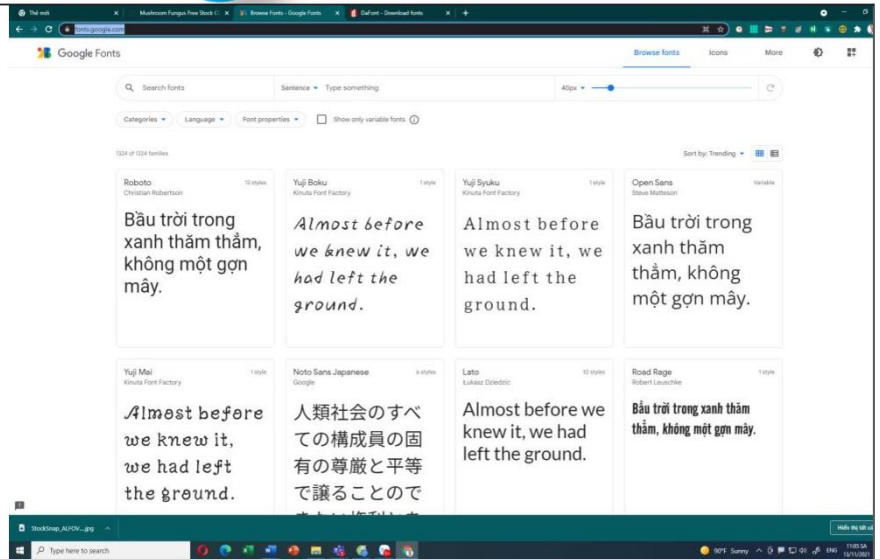 Thẻ mới
Mushroom Fungus Free Stock C
Browse Fonts - Google Fonts
DaFont - Download fonts
fonts.google.com
Google Fonts
Browse fonts
Icons
More
Search fonts
Sentence
Type something
40px
Categories
Language
Font properties
Show only variable fonts
1324 of 1324 families
Sort by: Trending
Roboto
12 styles
Christian Robertson
Bầu trời trong
xanh thăm thẳm,
không một gợn
mây.
Yuji Boku
1 style
Kinuta Font Factory
Almost before
we knew it, we
had left the
ground.
Yuji Syuku
1 style
Kinuta Font Factory
Almost before
we knew it, we
had left the
ground.
Open Sans
Variable
Steve Matteson
Bầu trời trong
xanh thăm
thẳm, không
một gợn mây.
Yuji Mai
1 style
Kinuta Font Factory
Almost before
we knew it,
we had left
the ground.
Noto Sans Japanese
6 styles
Google
人類社会のすべ
ての構成員の固
有の尊厳と平等
で譲ることので
Lato
10 styles
Łukasz Dziedzic
Almost before we
knew it, we had
left the ground.
Road Rage
1 style
Robert Leuschke
Bầu trời trong xanh thăm
thẳm, không một gợn mây.
StockSnap_ALFOV....jpg
Hiển thị tất cả
Type here to search
90°F Sunny
ENG
11:05 SA
13/11/2021